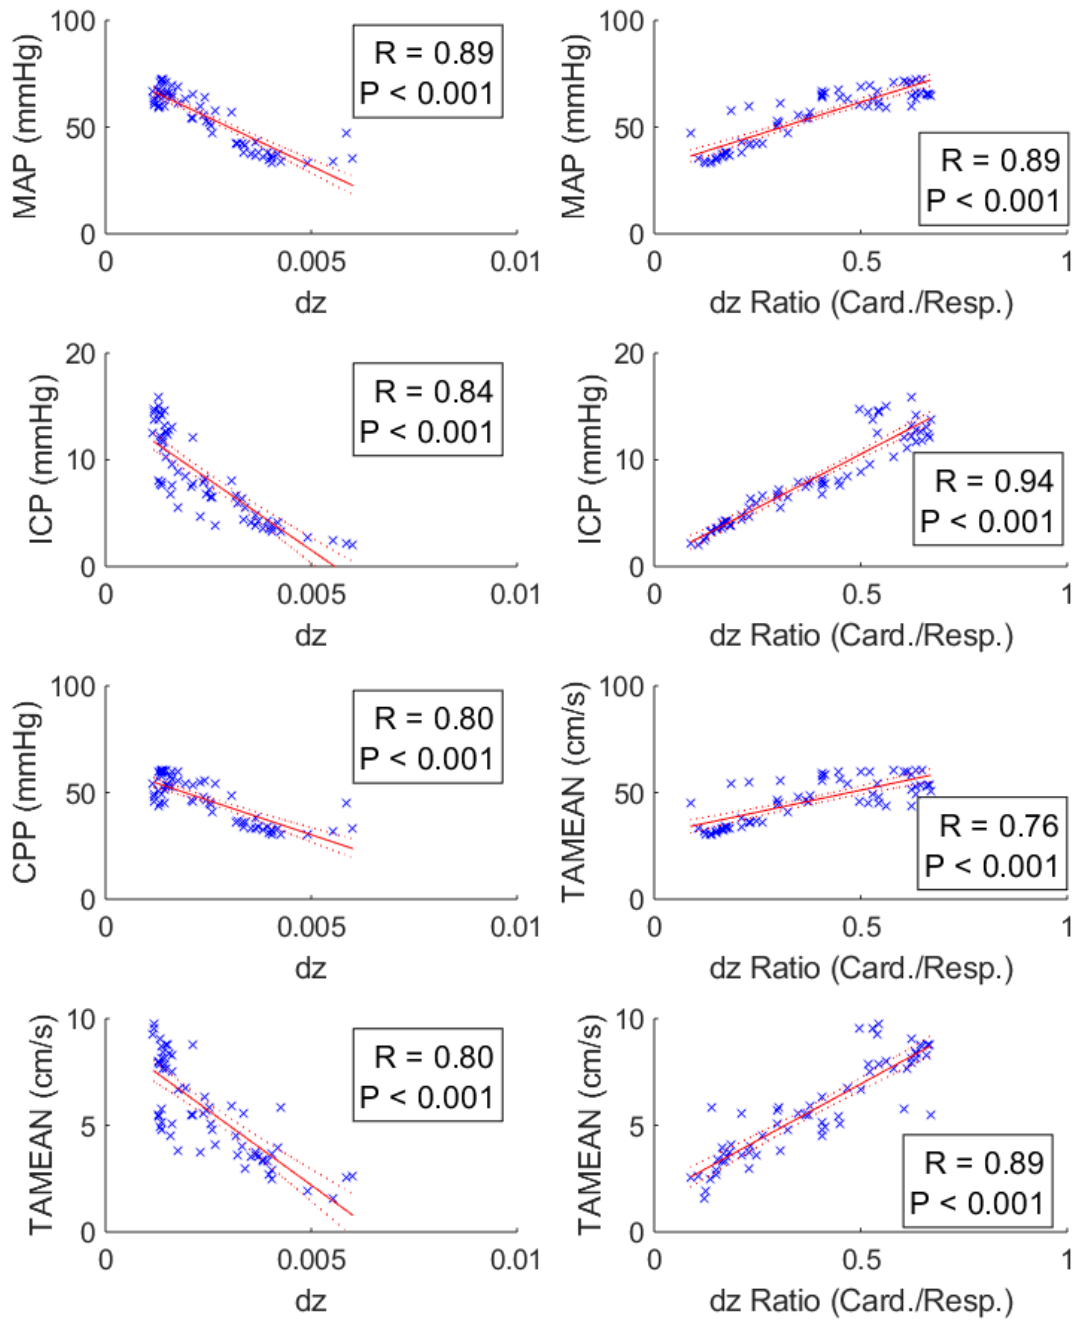 100
50
0
MAP (mmHg)
R = 0.89
P < 0.001
0
0.005
0.01
dz
100
50
0
MAP (mmHg)
R = 0.89
P < 0.001
0
0.5
1
dz Ratio (Card./Resp.)
20
10
0
ICP (mmHg)
R = 0.84
P < 0.001
0
0.005
0.01
dz
20
10
0
ICP (mmHg)
R = 0.94
P < 0.001
0
0.5
1
dz Ratio (Card./Resp.)
100
50
0
CPP (mmHg)
R = 0.80
P < 0.001
0
0.005
0.01
dz
100
50
0
TAMEAN (cm/s)
R = 0.76
P < 0.001
0
0.5
1
dz Ratio (Card./Resp.)
10
5
0
TAMEAN (cm/s)
R = 0.80
P < 0.001
0
0.005
0.01
dz
10
5
0
TAMEAN (cm/s)
R = 0.89
P < 0.001
0
0.5
1
dz Ratio (Card./Resp.)